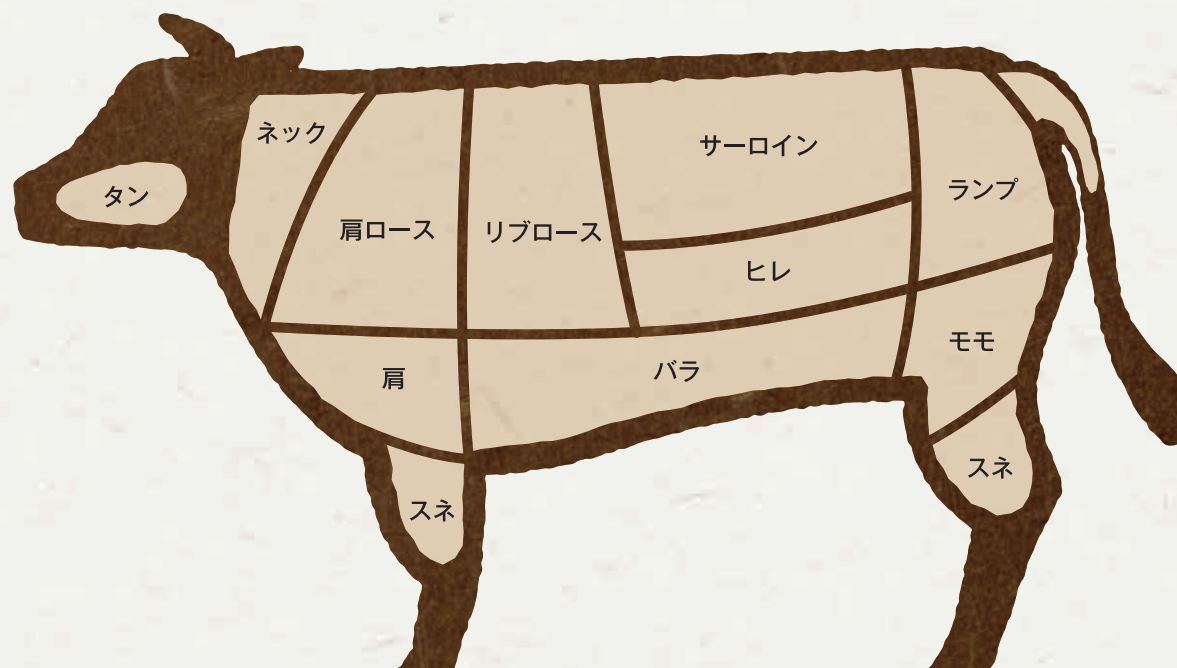 ネック
タン
肩ロース
リブロース
サーロイン
ヒレ
ランプ
肩
バラ
モモ
スネ
スネ